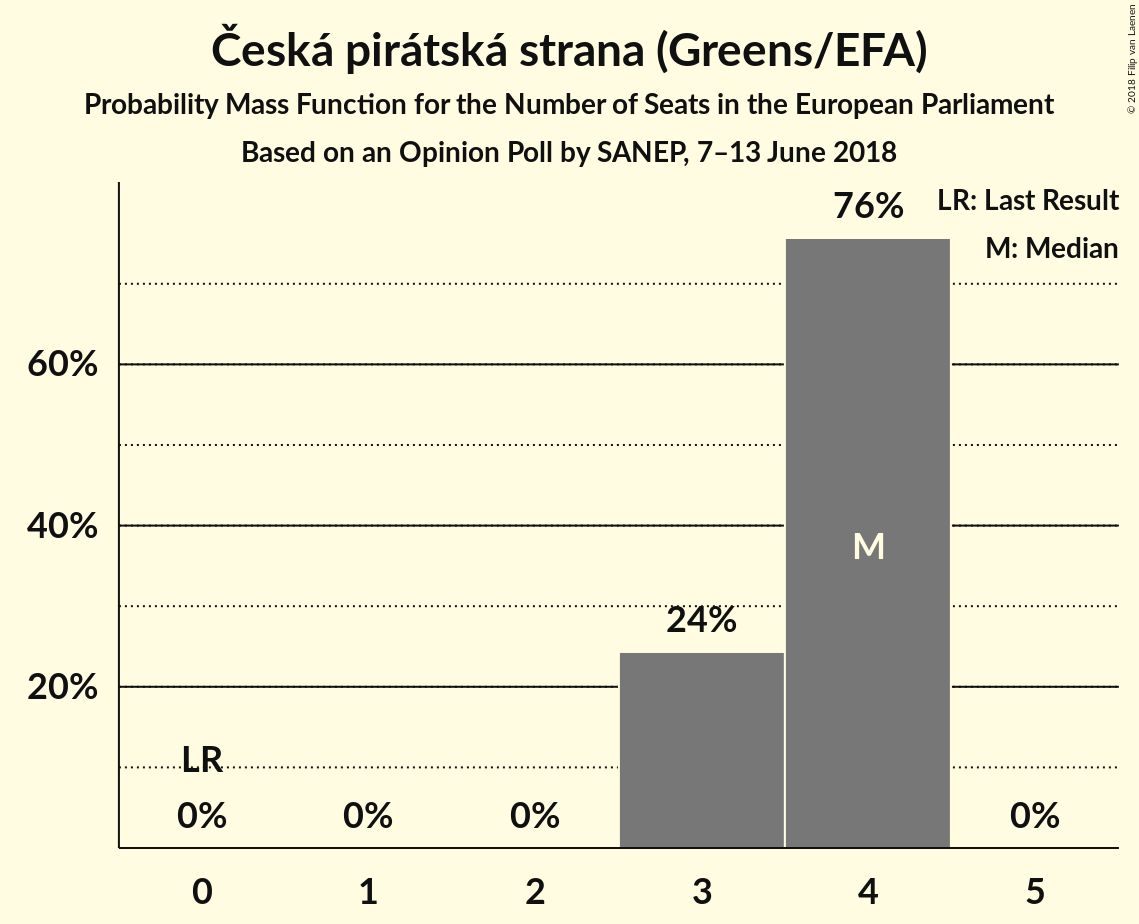 Česká pirátská strana (Greens/EFA)
Probability Mass Function for the Number of Seats in the European Parliament
Based on an Opinion Poll by SANEP, 7–13 June 2018
© 2018 Filip van Laenen
76%
LR: Last Result
M: Median
60%
40%
M
24%
20%
LR
0%
0%
0%
0%
0
1
2
3
4
5